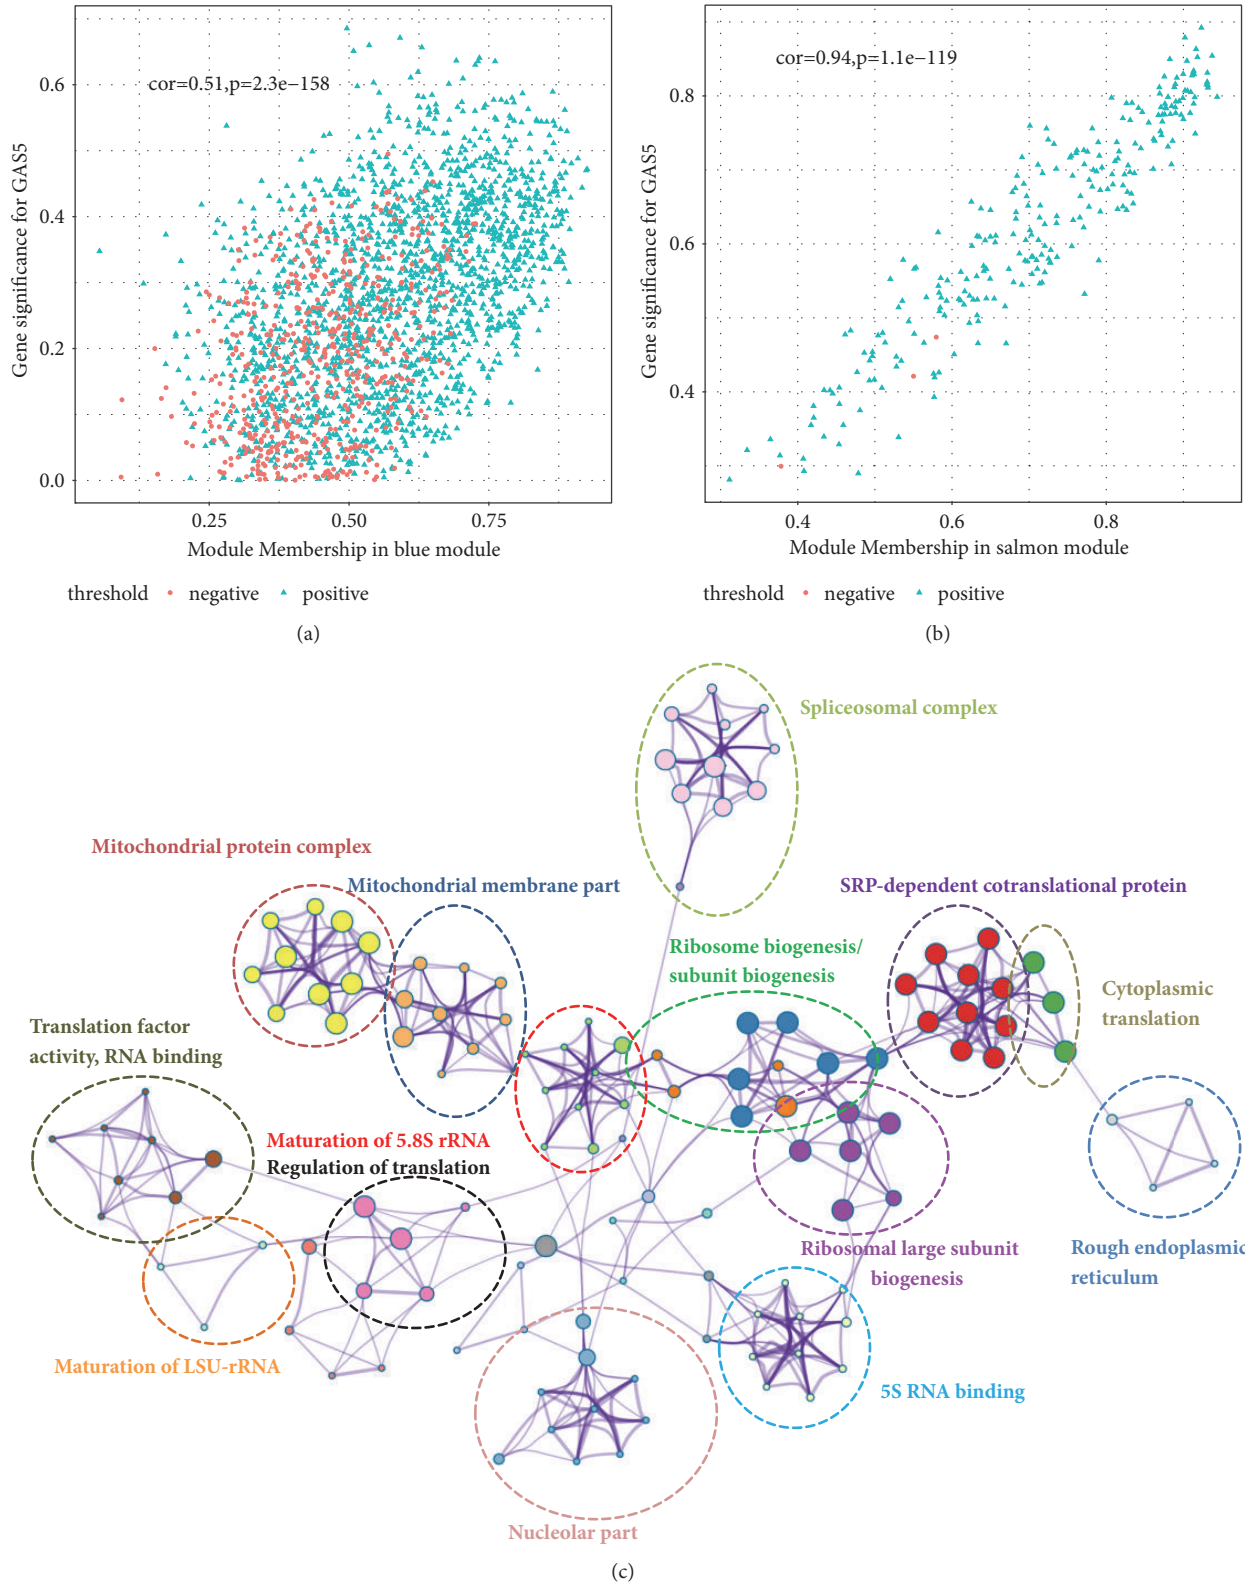 cor=0.51,p=2.3e−158
0.6
0.4
0.2
0.0
Gene significance for GAS5
0.25
0.50
0.75
Module Membership in blue module
threshold negative positive
(a)
cor=0.94,p=1.1e−119
0.8
0.6
0.4
Gene significance for GAS5
0.4
0.6
0.8
Module Membership in salmon module
threshold negative positive
(b)
Spliceosomal complex
Mitochondrial protein complex
Mitochondrial membrane part
SRP-dependent cotranslational protein
Ribosome biogenesis/
subunit biogenesis
Cytoplasmic
translation
Translation factor
activity, RNA binding
Maturation of 5.8S rRNA
Regulation of translation
Ribosomal large subunit
biogenesis
Rough endoplasmic
reticulum
Maturation of LSU-rRNA
5S RNA binding
Nucleolar part
(c)